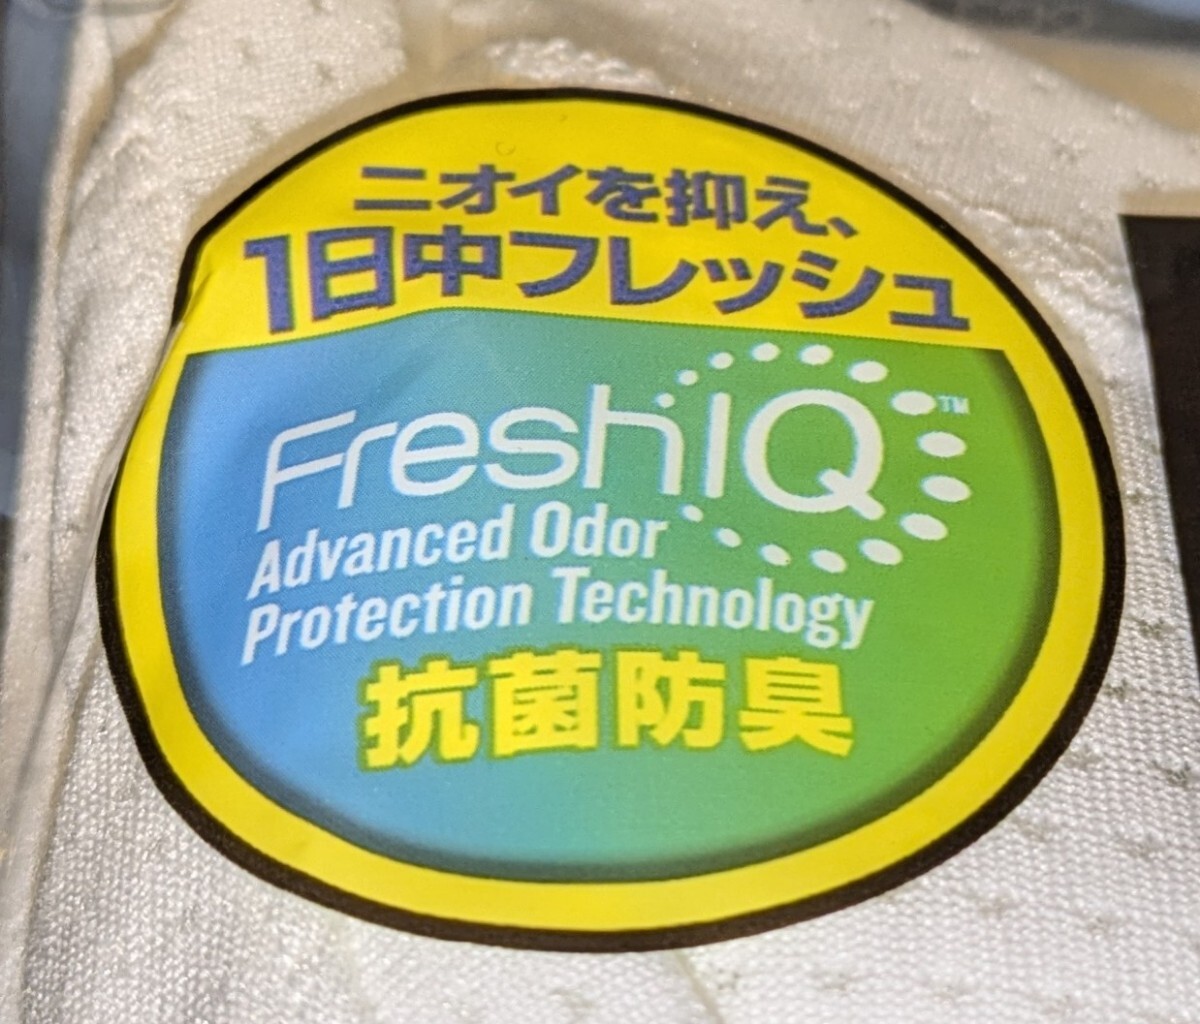 ニオイを抑え、
1日中フレッシュ
FreshIQ™
Advanced Odor
Protection Technology
抗菌防臭